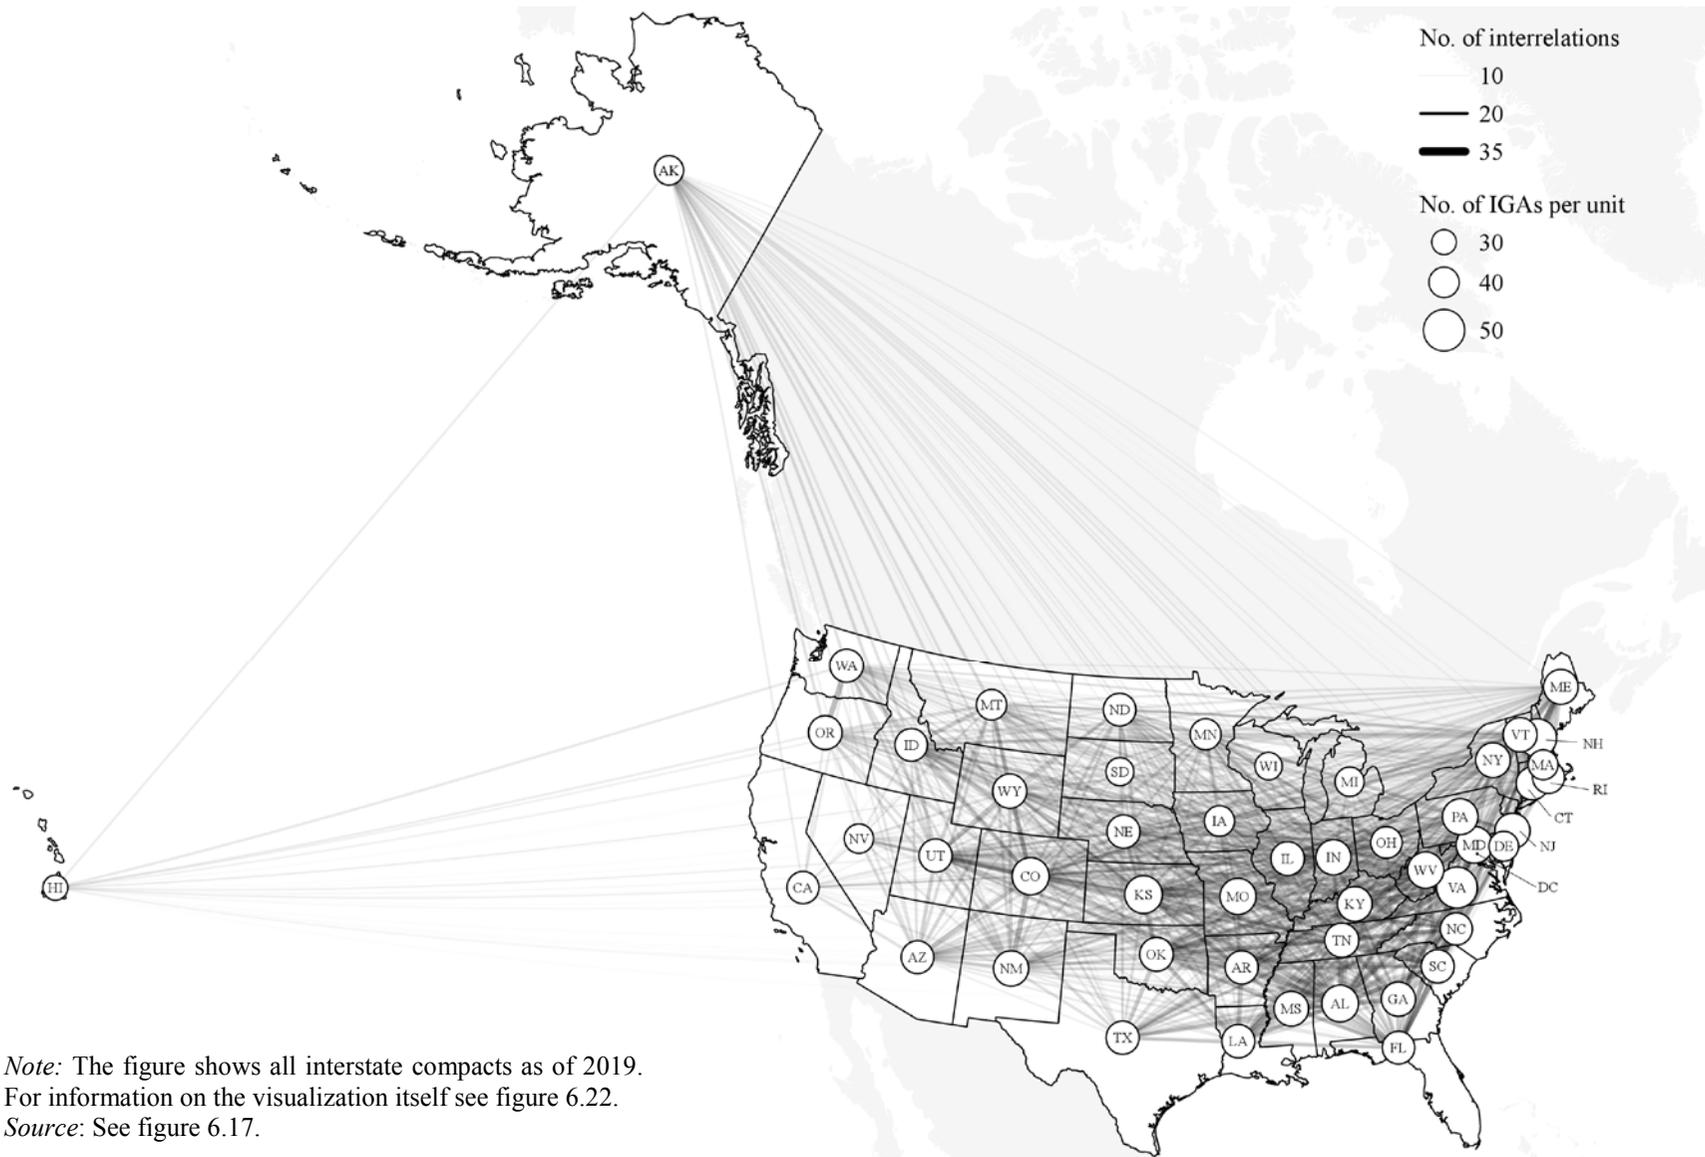 No. of interrelations
10
20
35
No. of IGAs per unit
30
40
50
AK
WA
ME
MT
ND
VT
OR
MN
NH
ID
NY
MA
WI
SD
MI
RI
WY
PA
CT
IA
NE
NV
OH
NJ
MD
DE
UT
IL
IN
WV
CO
HI
CA
VA
DC
KS
MO
KY
NC
TN
OK
AZ
NM
AR
SC
GA
AL
MS
TX
LA
FL
Note: The figure shows all interstate compacts as of 2019.
For information on the visualization itself see figure 6.22.
Source: See figure 6.17.